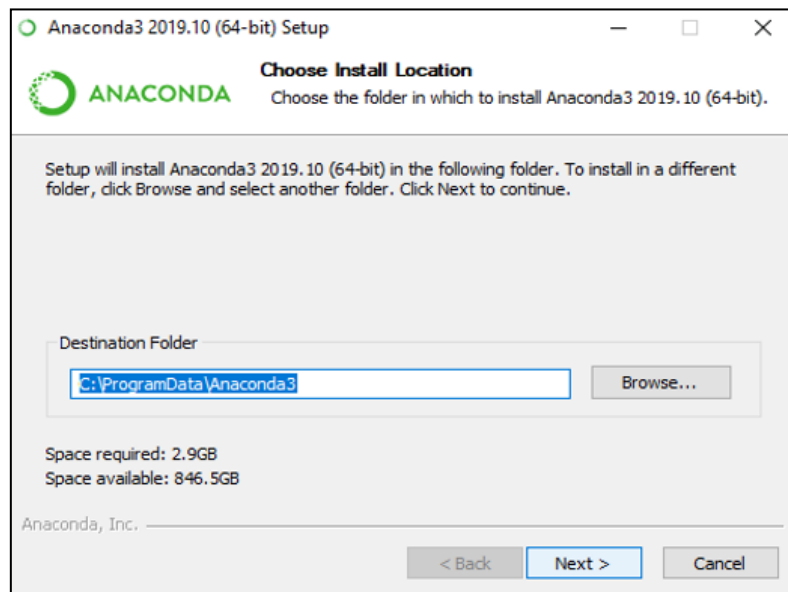 Anaconda3 2019.10 (64-bit) Setup
ANACONDA
Choose Install Location
Choose the folder in which to install Anaconda3 2019.10 (64-bit).
Setup will install Anaconda3 2019.10 (64-bit) in the following folder. To install in a different
folder, click Browse and select another folder. Click Next to continue.
Destination Folder
C:\ProgramData\Anaconda3
Browse...
Space required: 2.9GB
Space available: 846.5GB
Anaconda, Inc.
< Back
Next >
Cancel